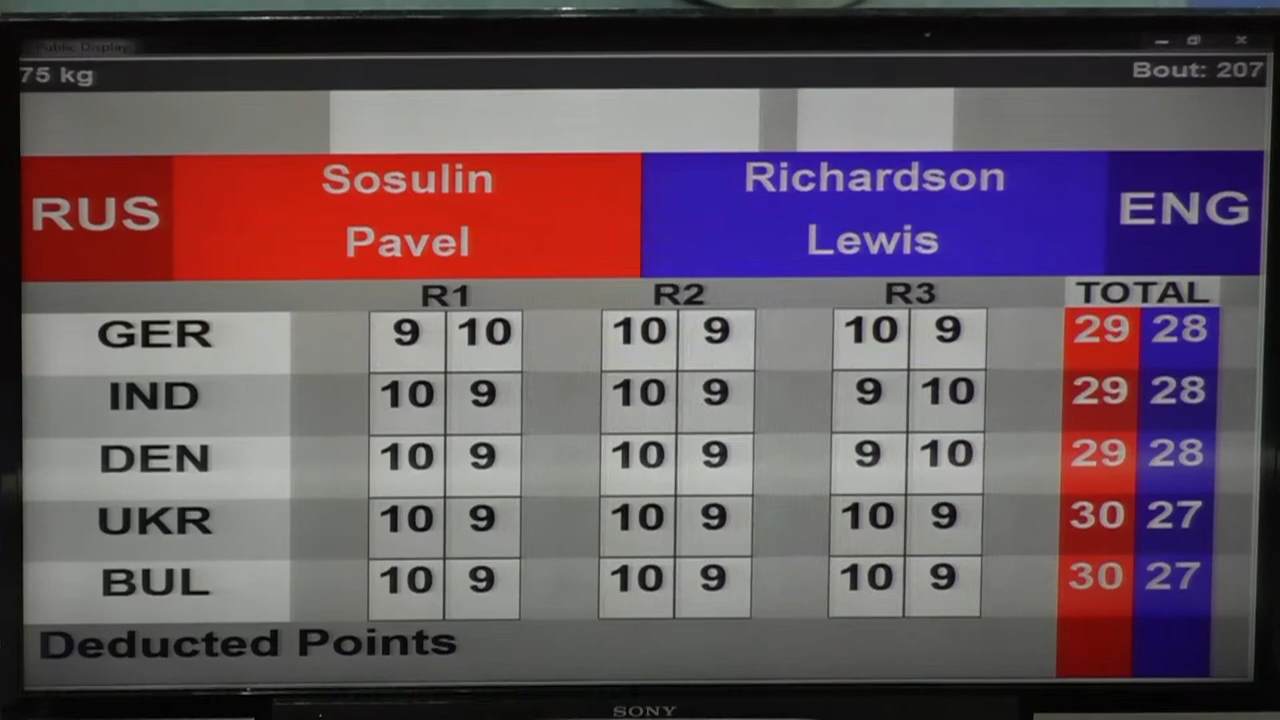 Public Display
75 kg Bout: 207
Sosulin Richardson
RUS Pavel Lewis ENG
R1 R2 R3 TOTAL
GER 9 10 10 9 10 9 29 28
IND 10 9 10 9 9 10 29 28
DEN 10 9 10 9 9 10 29 28
UKR 10 9 10 9 10 9 30 27
BUL 10 9 10 9 10 9 30 27
Deducted Points
SONY